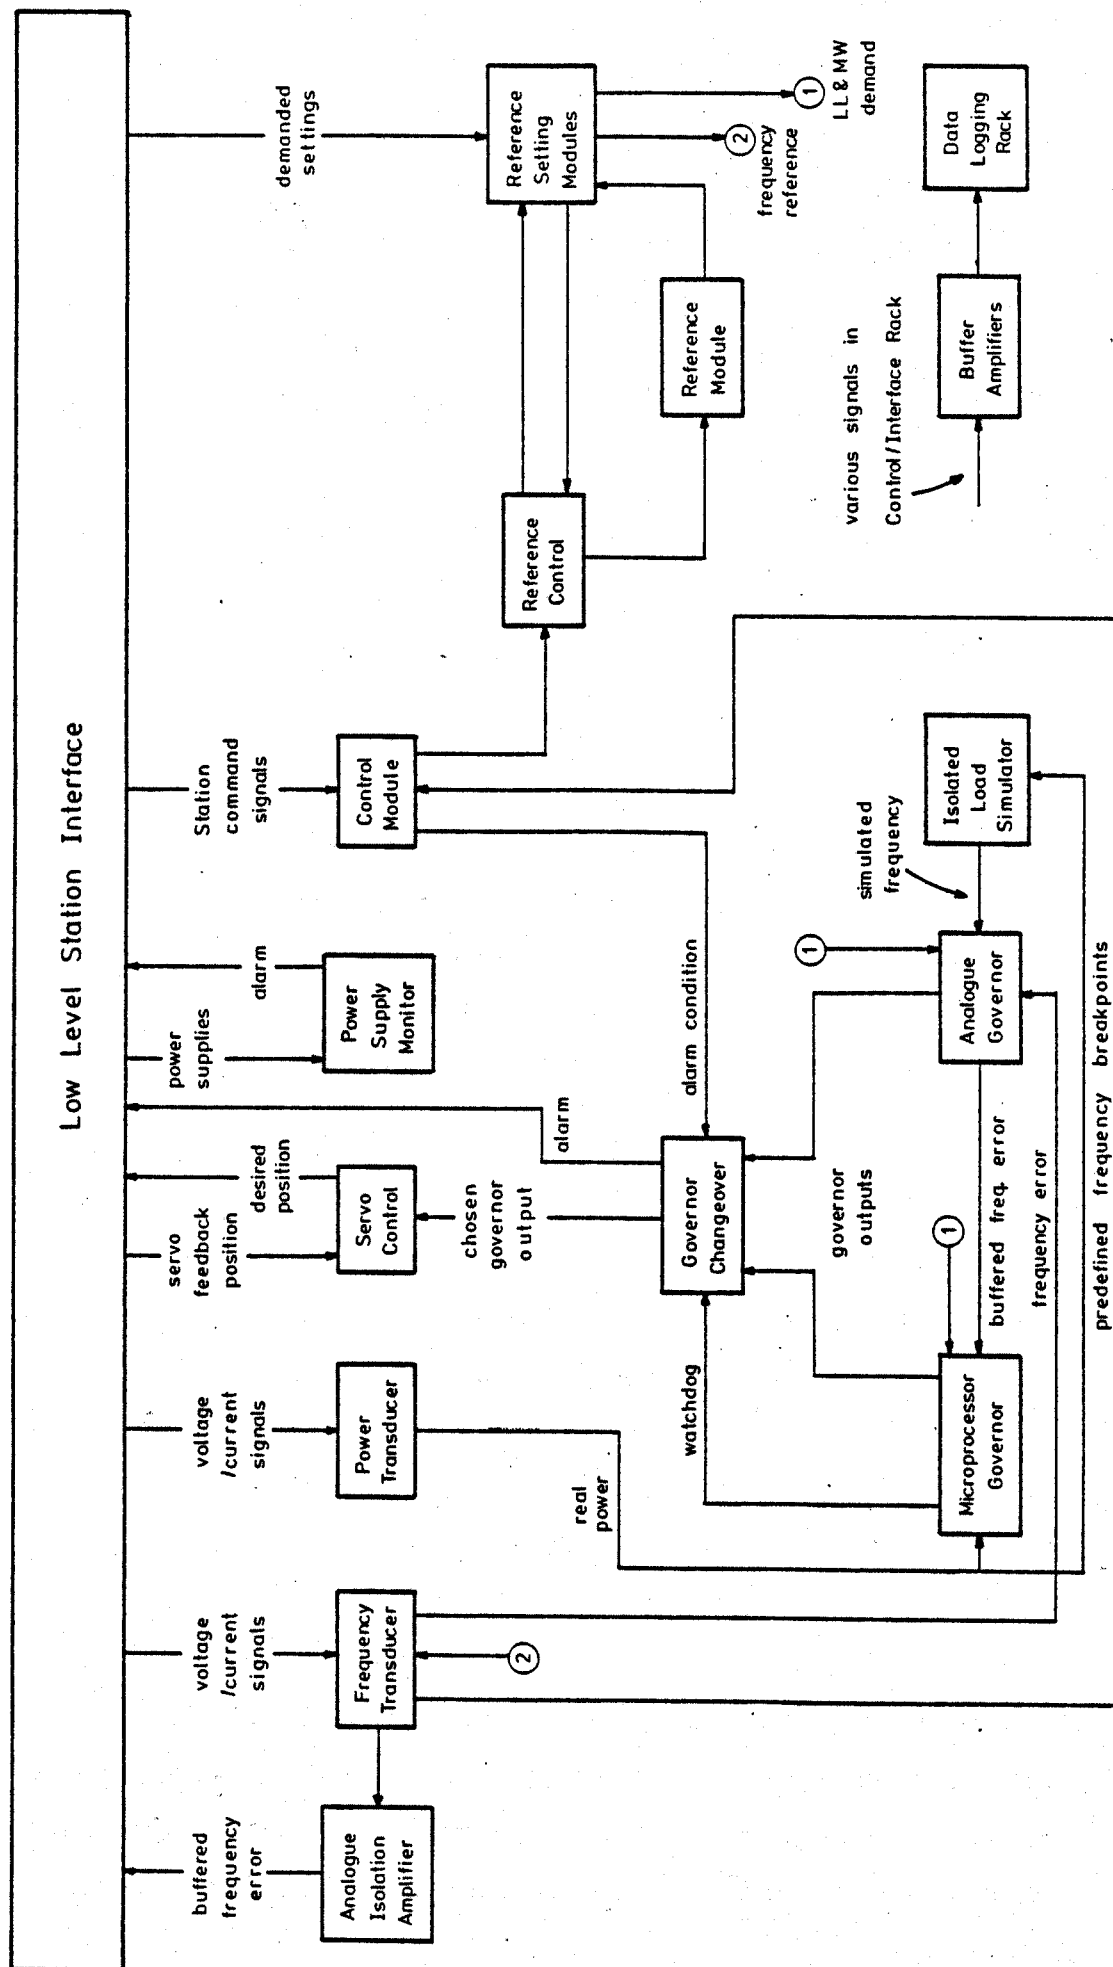 Low Level Station Interface
buffered
frequency
error
voltage
/current
signals
voltage
/current
signals
servo
feedback
position
desired
position
power
supplies
alarm
Station
command
signals
demanded
settings
Analogue
Isolation
Amplifier
Frequency
Transducer
Power
Transducer
Servo
Control
Power
Supply
Monitor
Control
Module
Reference
Control
Reference
Setting
Modules
2
real
power
chosen
governor
output
alarm
alarm condition
watchdog
Governor
Changeover
Reference
Module
2
frequency
reference
1
LL & MW
demand
governor
outputs
1
simulated
frequency
various signals in
Control/Interface Rack
1
Microprocessor
Governor
buffered freq. error
Analogue
Governor
Isolated
Load
Simulator
Buffer
Amplifiers
Data
Logging
Rack
frequency error
predefined frequency breakpoints